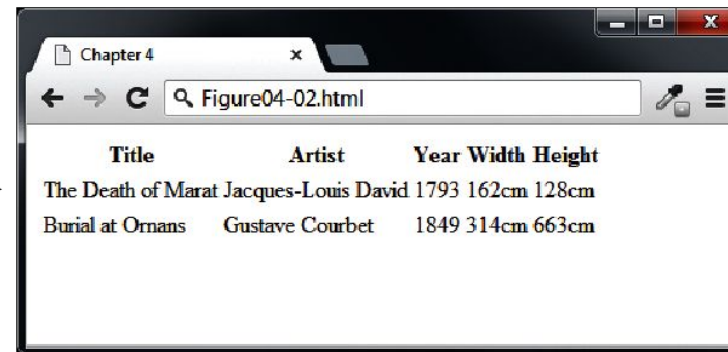 Chapter 4
Figure04-02.html
Title Artist Year Width Height
The Death of Marat Jacques-Louis David 1793 162cm 128cm
Burial at Ornans Gustave Courbet 1849 314cm 663cm